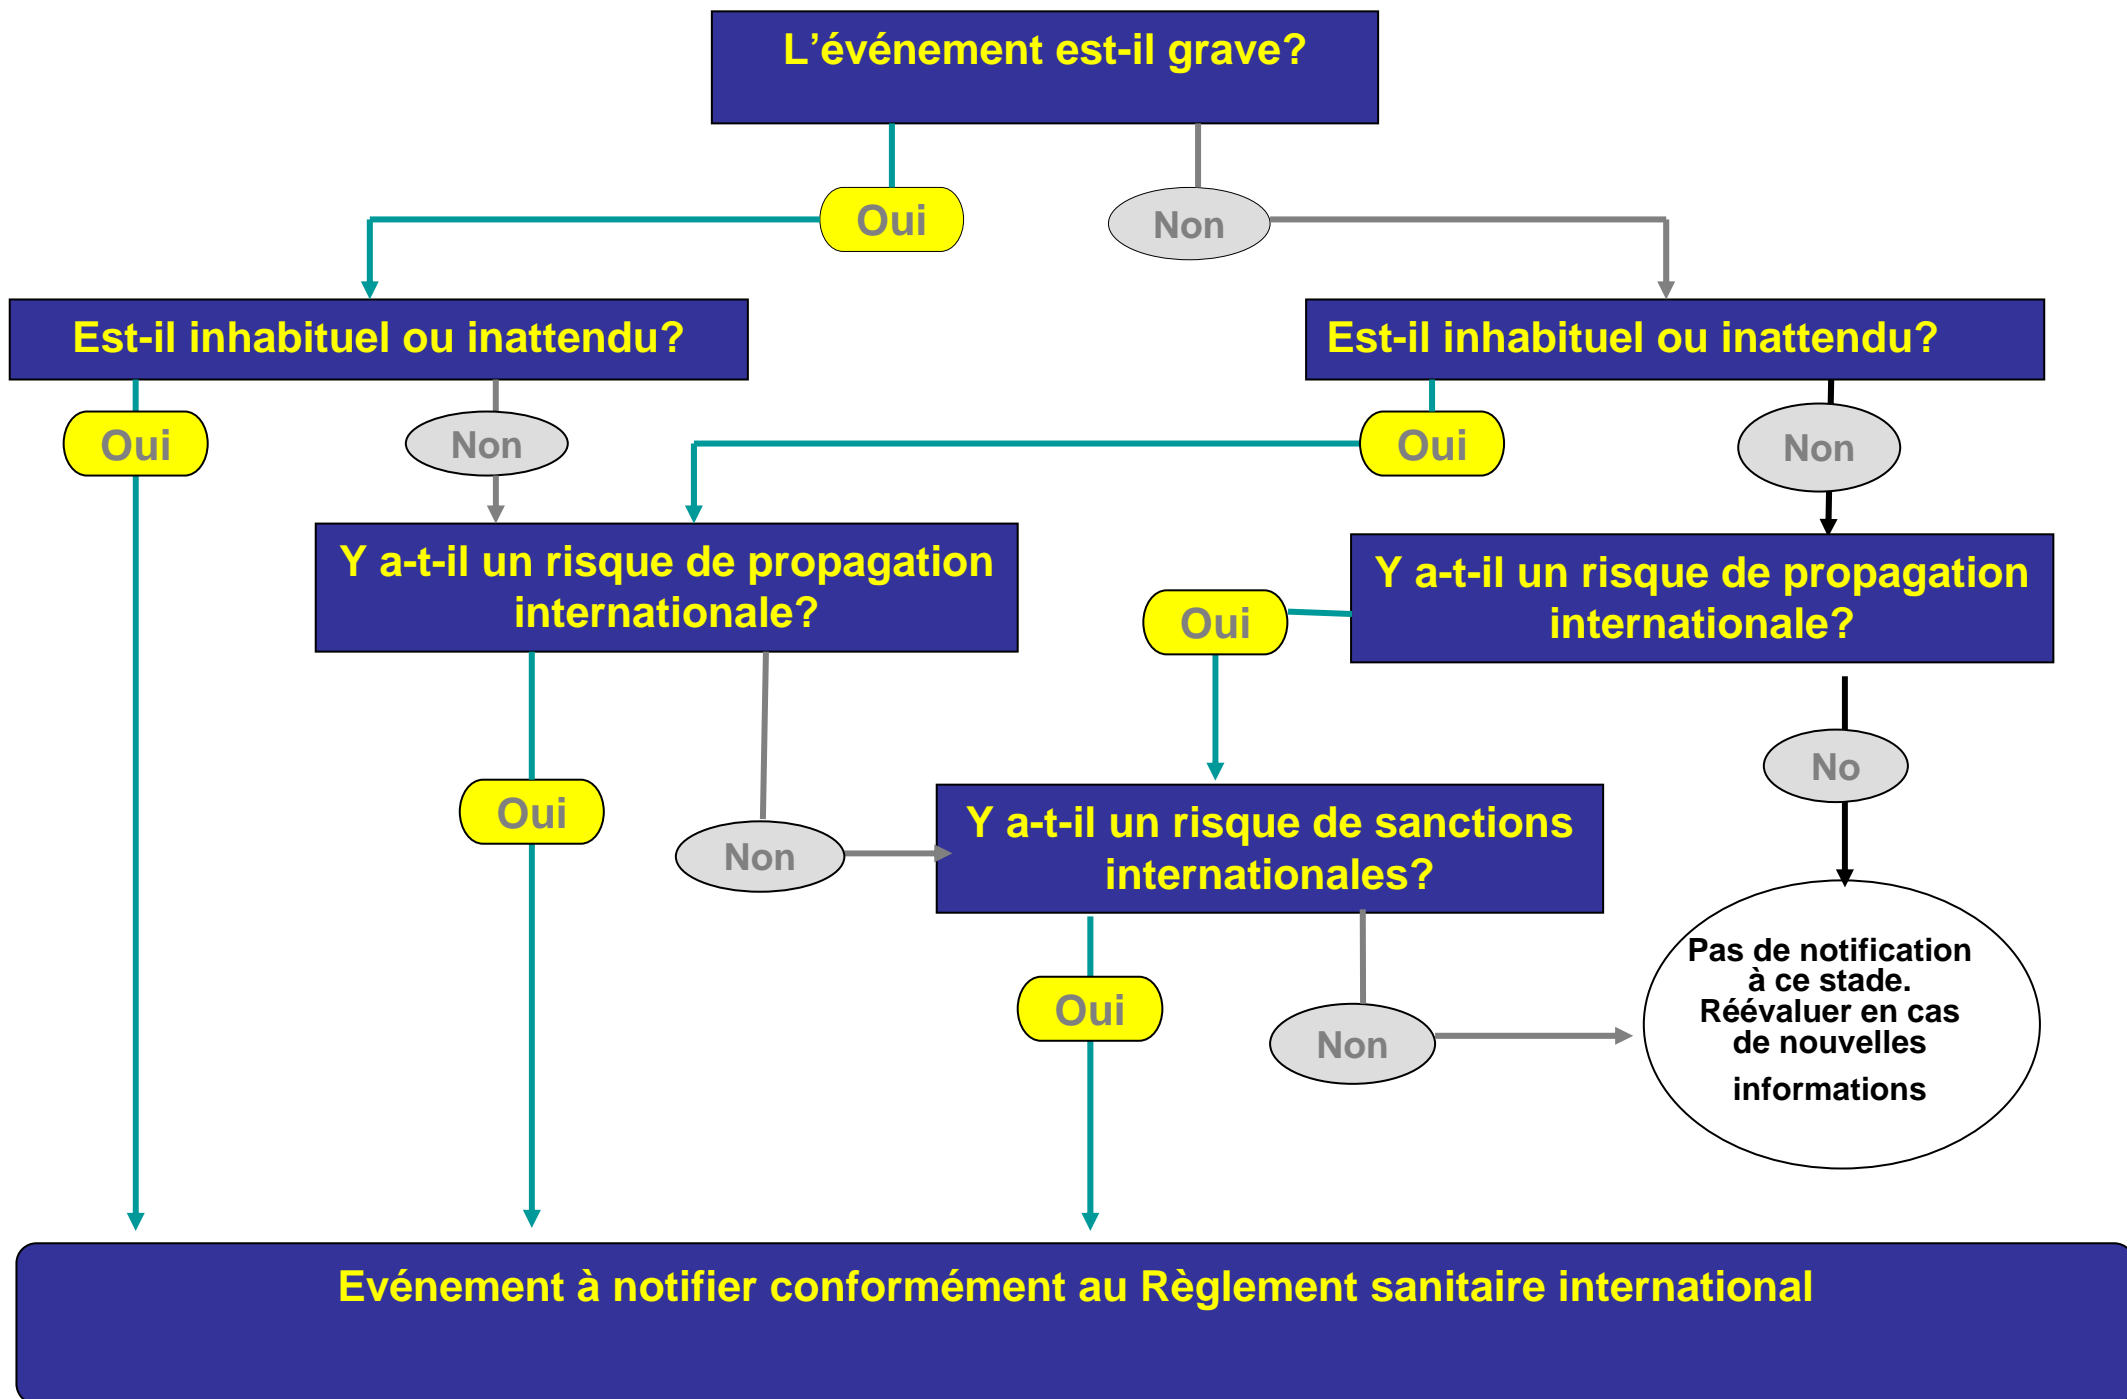 L’événement est-il grave?
Oui
Non
Est-il inhabituel ou inattendu?
Est-il inhabituel ou inattendu?
Oui
Non
Oui
Non
Y a-t-il un risque de propagation
internationale?
Y a-t-il un risque de propagation
internationale?
Oui
No
Oui
Non
Y a-t-il un risque de sanctions
internationales?
Pas de notification
à ce stade.
Réévaluer en cas
de nouvelles
informations
Oui
Non
Evénement à notifier conformément au Règlement sanitaire international